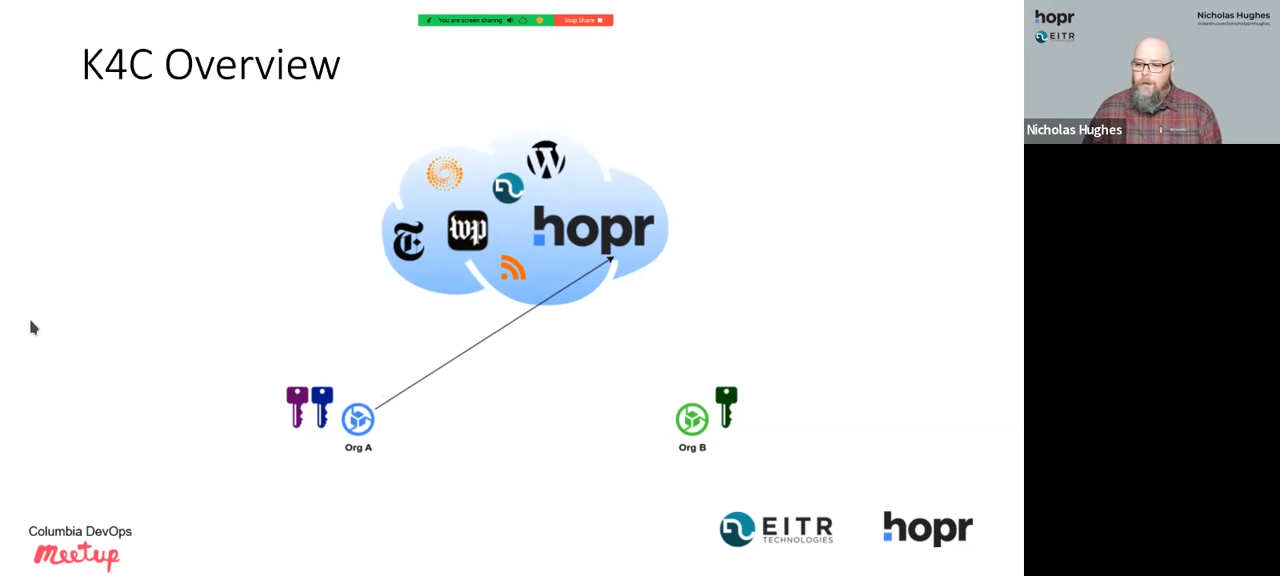 You are screen sharing
Stop Share
K4C Overview
W
T
wp
hopr
Org A
Org B
Columbia DevOps
meetup
EITR
TECHNOLOGIES
hopr
hopr
EITR
Nicholas Hughes
Nicholas Hughes